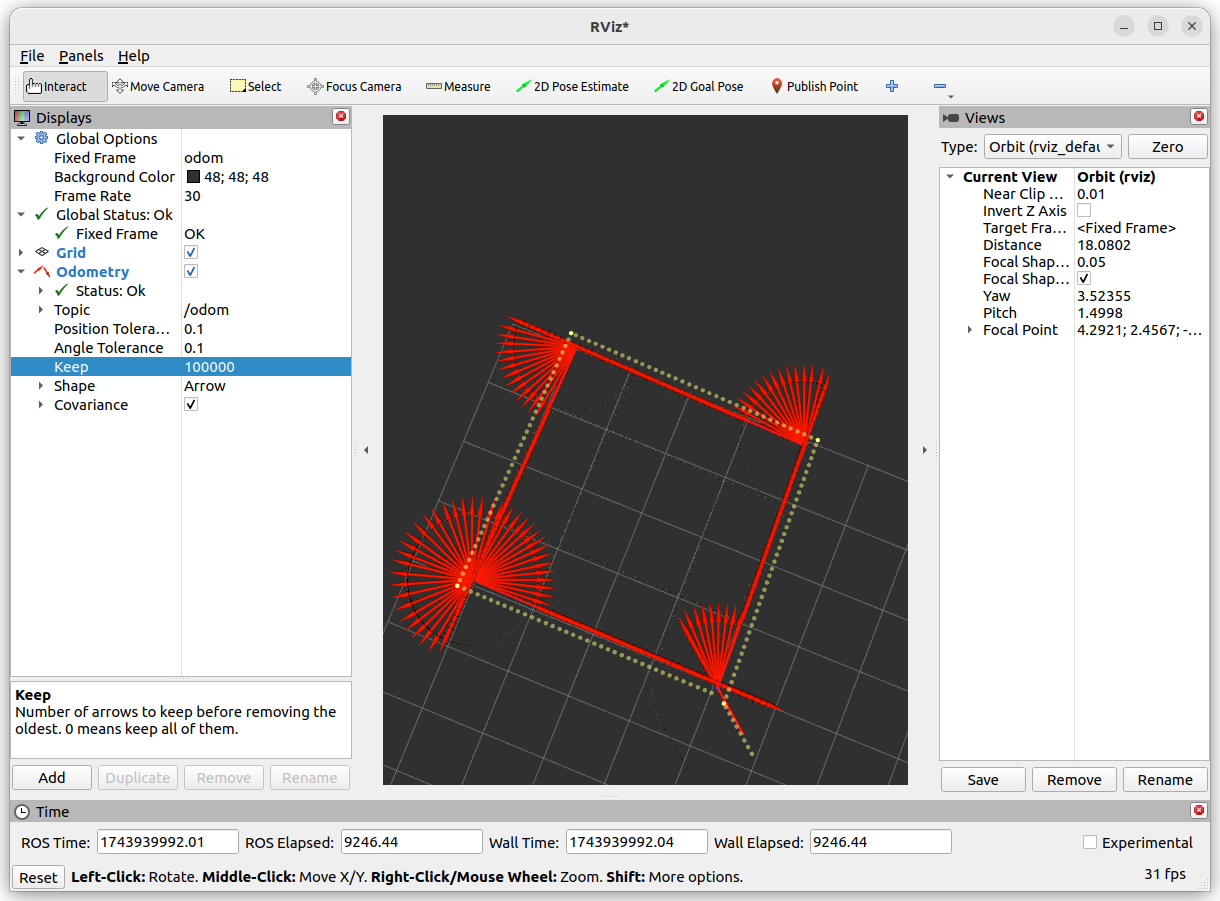 RViz*
File Panels Help
Interact Move Camera Select Focus Camera Measure 2D Pose Estimate 2D Goal Pose Publish Point
Displays
Global Options
Fixed Frame odom
Background Color 48; 48; 48
Frame Rate 30
Global Status: Ok
Fixed Frame OK
Grid
Odometry
Status: Ok
Topic /odom
Position Tolera... 0.1
Angle Tolerance 0.1
Keep 100000
Shape Arrow
Covariance
Keep
Number of arrows to keep before removing the
oldest. 0 means keep all of them.
Add Duplicate Remove Rename
Views
Type: Orbit (rviz_defau Zero
Current View Orbit (rviz)
Near Clip ... 0.01
Invert Z Axis
Target Fra... <Fixed Frame>
Distance 18.0802
Focal Shap... 0.05
Focal Shap...
Yaw 3.52355
Pitch 1.4998
Focal Point 4.2921; 2.4567; -...
Save Remove Rename
Time
ROS Time: 1743939992.01 ROS Elapsed: 9246.44 Wall Time: 1743939992.04 Wall Elapsed: 9246.44 Experimental
Reset Left-Click: Rotate. Middle-Click: Move X/Y. Right-Click/Mouse Wheel: Zoom. Shift: More options. 31 fps